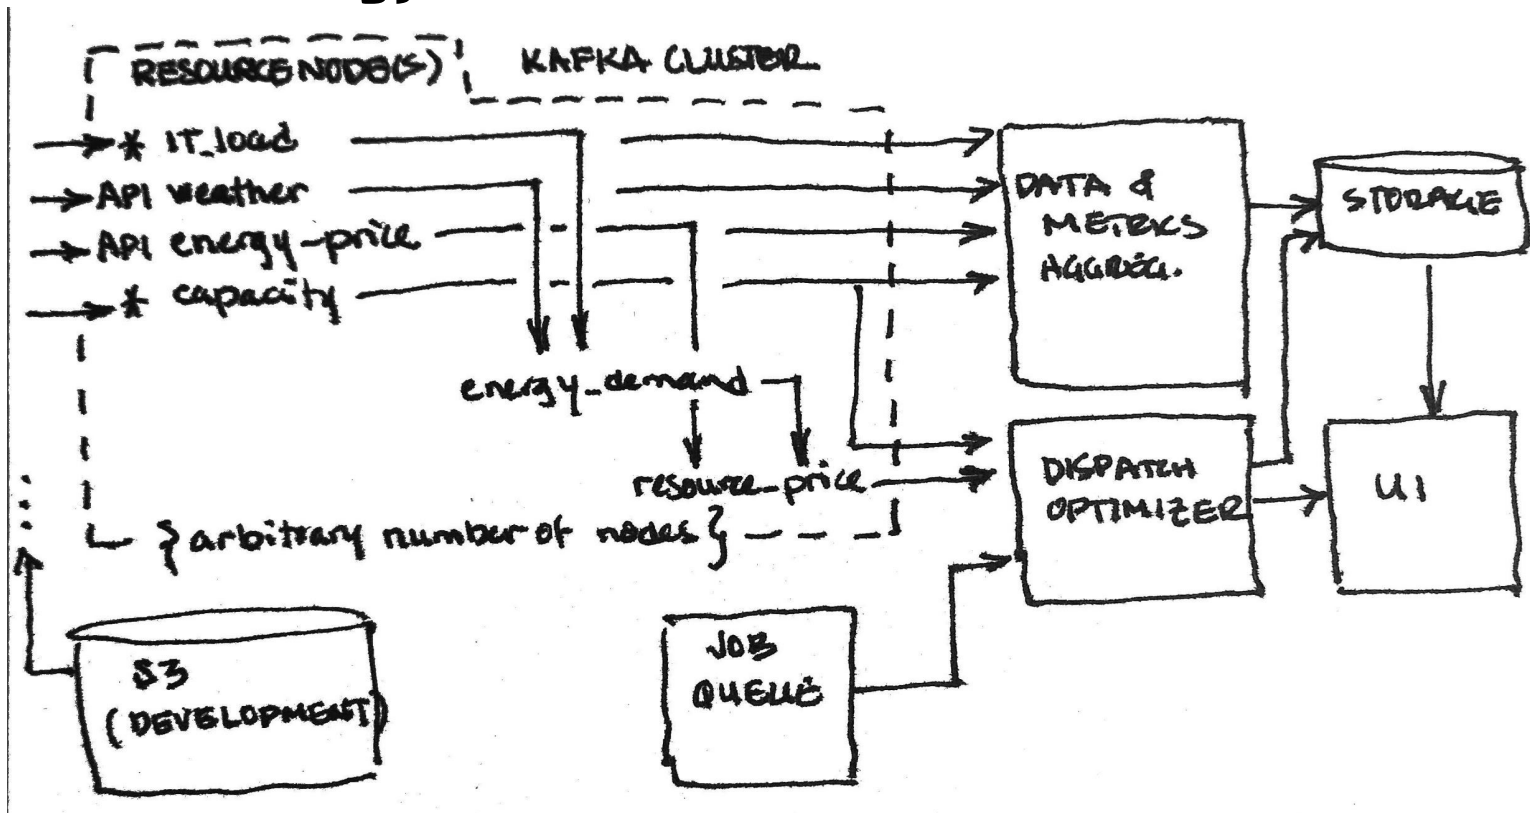 RESOURCE NODE(S)
KAFKA CLUSTER
* IT_load
API weather
API energy-price
* capacity
energy_demand
resource_price
{arbitrary number of nodes}
DATA &
METRICS
AGGREG.
STORAGE
DISPATCH
OPTIMIZER
UI
S3
(DEVELOPMENT)
JOB
QUEUE